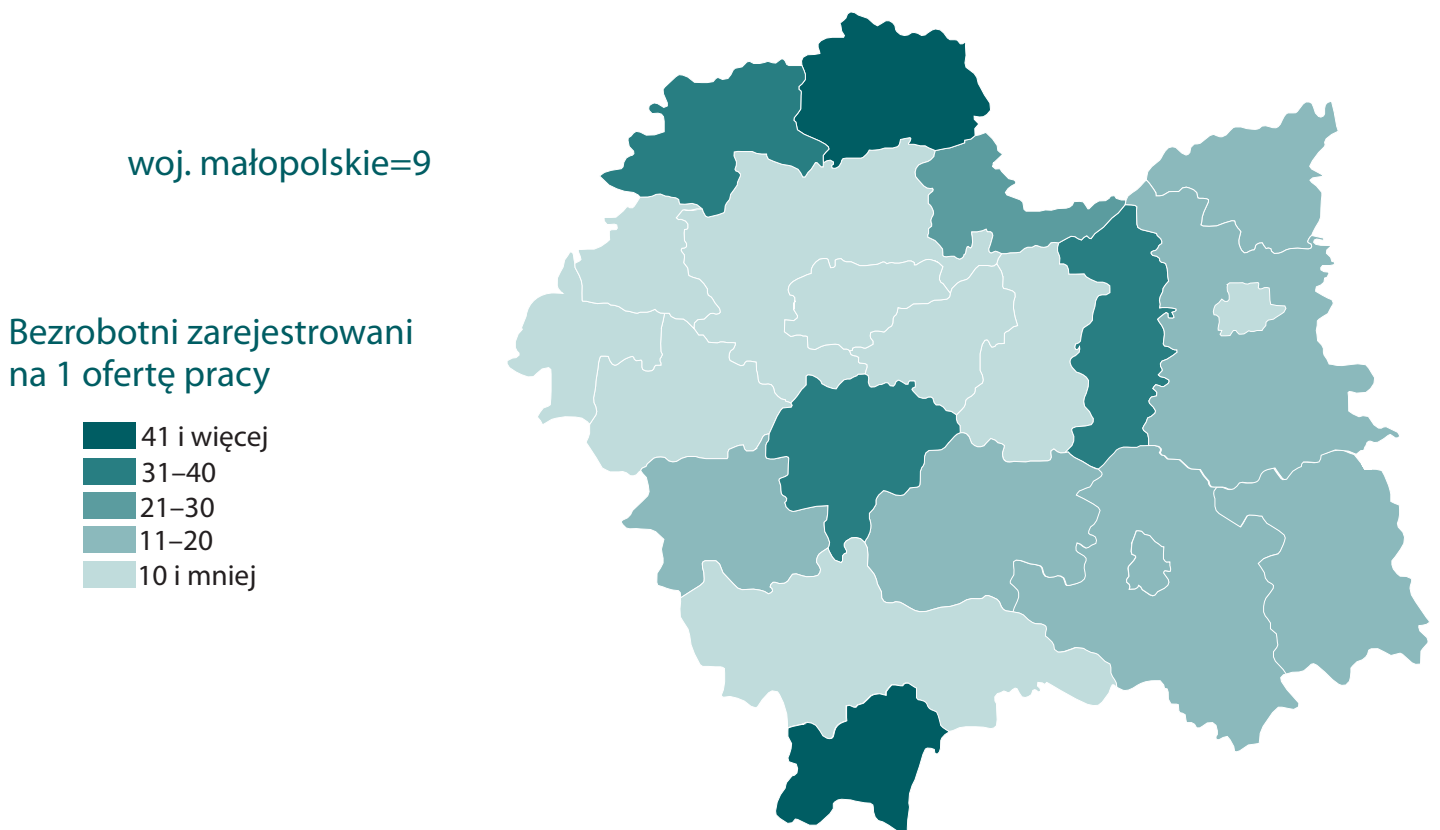 woj. małopolskie=9
Bezrobotni zarejestrowani
na 1 ofertę pracy
41 i więcej
31–40
21–30
11–20
10 i mniej